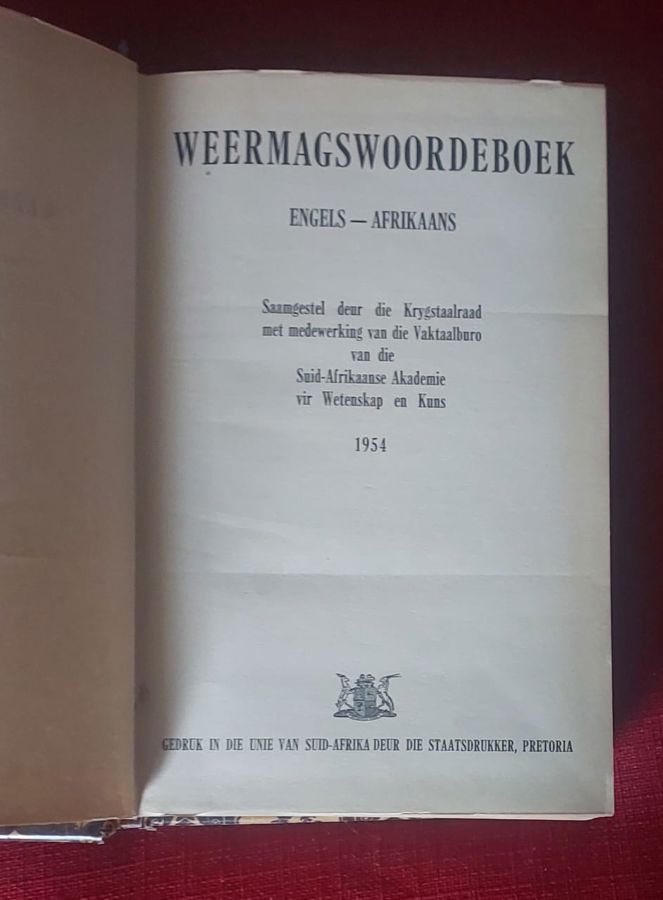 WEERMAGSWOORDEBOEK
ENGELS — AFRIKAANS
Saamgestel deur die Krygstaalraad
met medewerking van die Vaktaalburo
van die
Suid-Afrikaanse Akademie
vir Wetenskap en Kuns
1954
GEDRUK IN DIE UNIE VAN SUID-AFRIKA DEUR DIE STAATSDRUKKER, PRETORIA